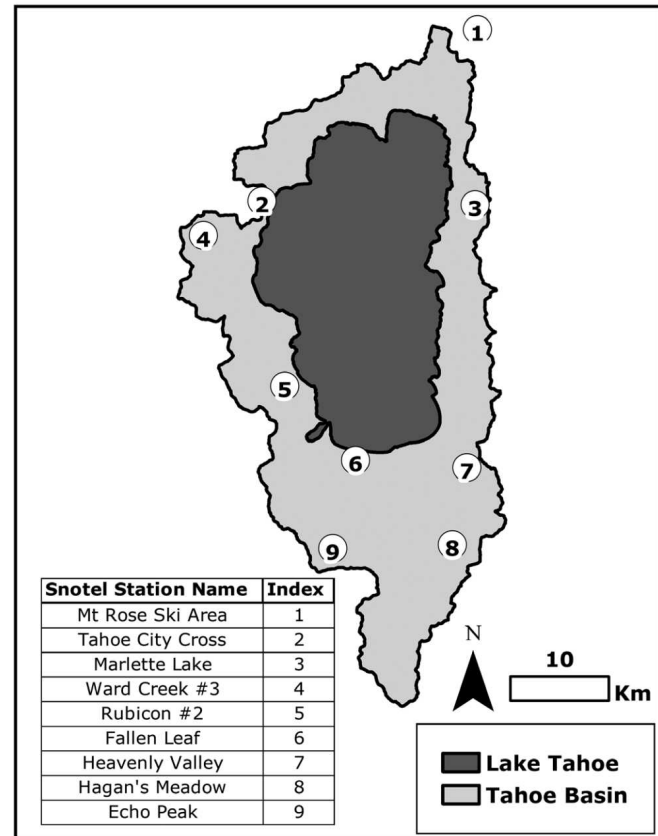 1
2
3
4
5
6
7
8
9
Snotel Station Name Index
Mt Rose Ski Area 1
Tahoe City Cross 2
Marlette Lake 3
Ward Creek #3 4
Rubicon #2 5
Fallen Leaf 6
Heavenly Valley 7
Hagan's Meadow 8
Echo Peak 9
N
10
Km
Lake Tahoe
Tahoe Basin